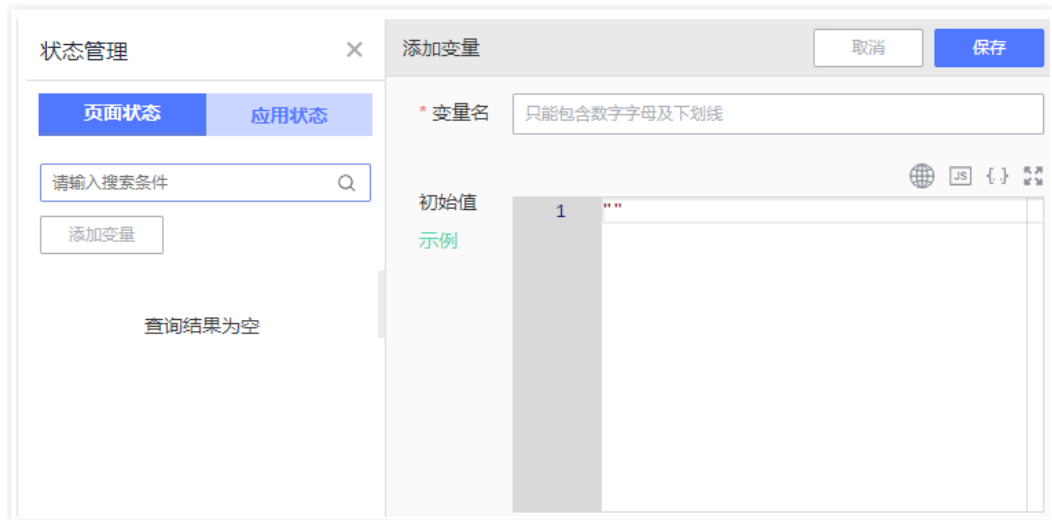 状态管理
页面状态
应用状态
请输入搜索条件
添加变量
查询结果为空
添加变量
取消
保存
* 变量名
只能包含数字字母及下划线
JS { }
初始值
示例
1
""